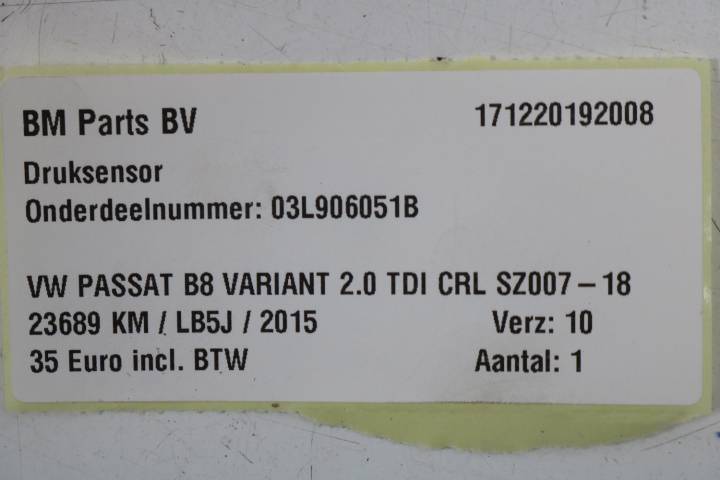 BM Parts BV 171220192008
Druksensor
Onderdeelnummer: 03L906051B
VW PASSAT B8 VARIANT 2.0 TDI CRL SZ007-18
23689 KM / LB5J / 2015 Verz: 10
35 Euro incl. BTW Aantal: 1